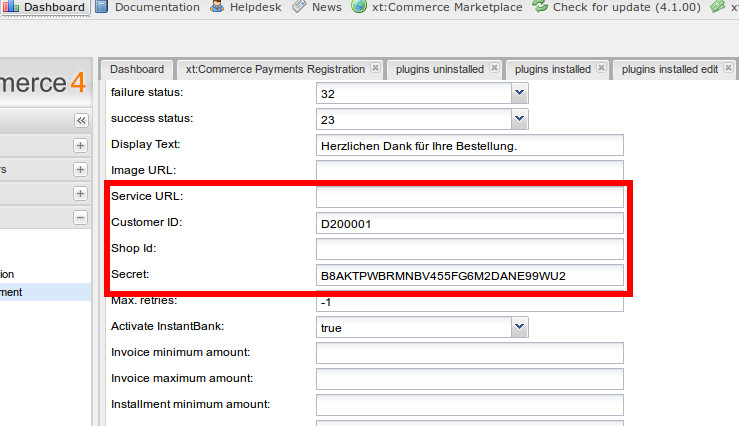 Dashboard Documentation Helpdesk News xt:Commerce Marketplace Check for update (4.1.00) x
merce 4
Dashboard xt:Commerce Payments Registration plugins uninstalled plugins installed plugins installed edit
failure status: 32
success status: 23
Display Text: Herzlichen Dank für Ihre Bestellung.
Image URL:
Service URL:
Customer ID: D200001
Shop Id:
rs
Secret: B8AKTPWBRMNBV455FG6M2DANE99WU2
tion
ment
Max. retries: -1
Activate InstantBank: true
Invoice minimum amount:
Invoice maximum amount:
Installment minimum amount: